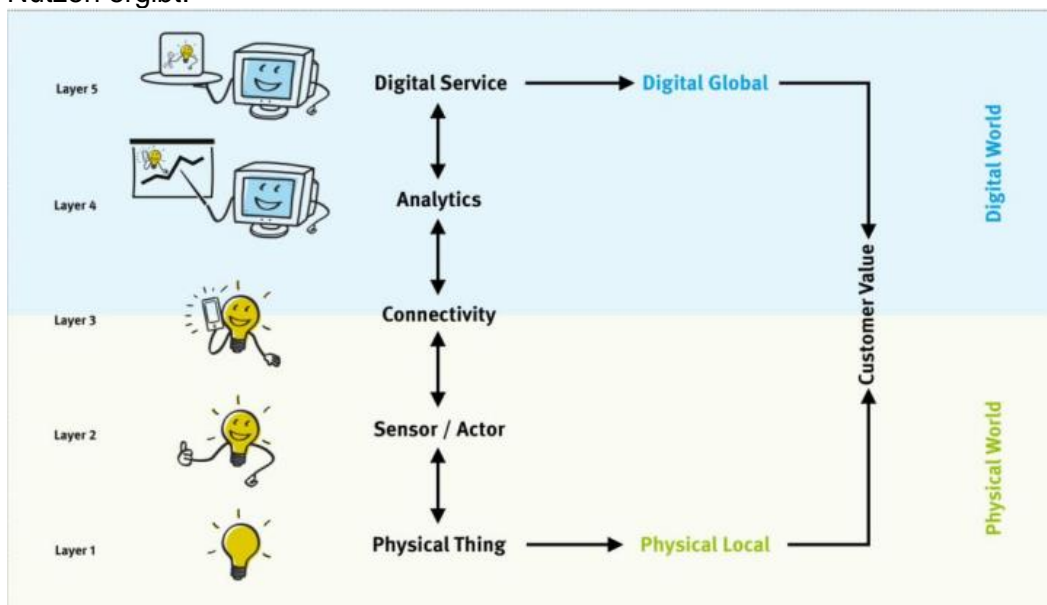 Nutzen ergibt.
Layer 5
Digital Service
Digital Global
Layer 4
Analytics
Digital World
Layer 3
Connectivity
Customer Value
Layer 2
Sensor / Actor
Physical World
Layer 1
Physical Thing
Physical Local